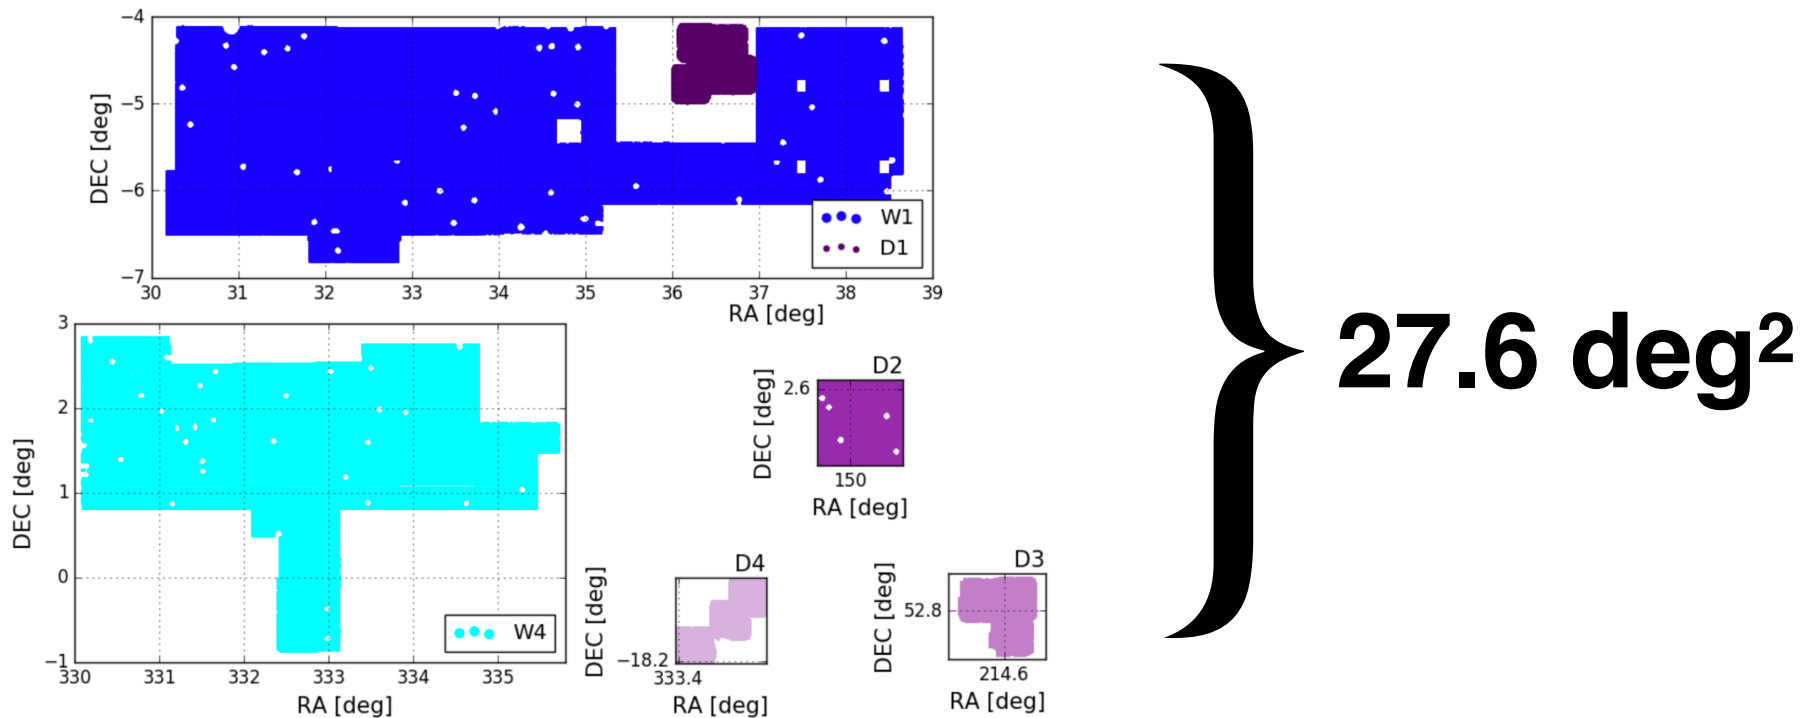 −4
−5
−6
−7
DEC [deg]
30 31 32 33 34 35 36 37 38 39
RA [deg]
W1
D1
3
2
1
0
−1
DEC [deg]
330 331 332 333 334 335
RA [deg]
W4
D2
2.6
DEC [deg]
150
RA [deg]
D4
DEC [deg]
−18.2
333.4
RA [deg]
D3
DEC [deg]
52.8
214.6
RA [deg]
} 27.6 deg²